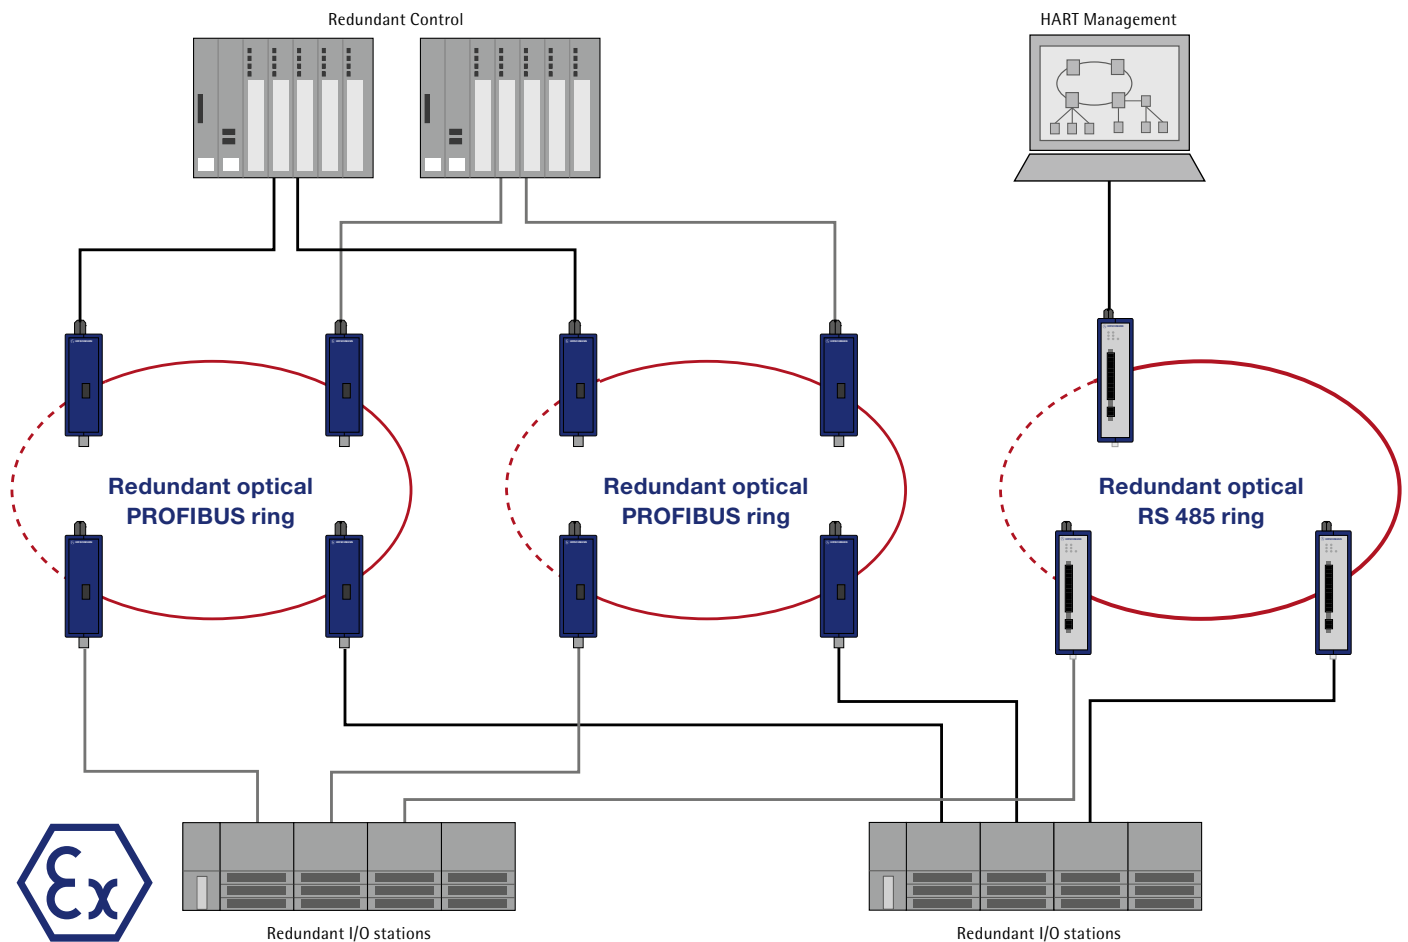 Redundant Control
HART Management
Redundant optical
PROFIBUS ring
Redundant optical
PROFIBUS ring
Redundant optical
RS 485 ring
Ex
Redundant I/O stations
Redundant I/O stations